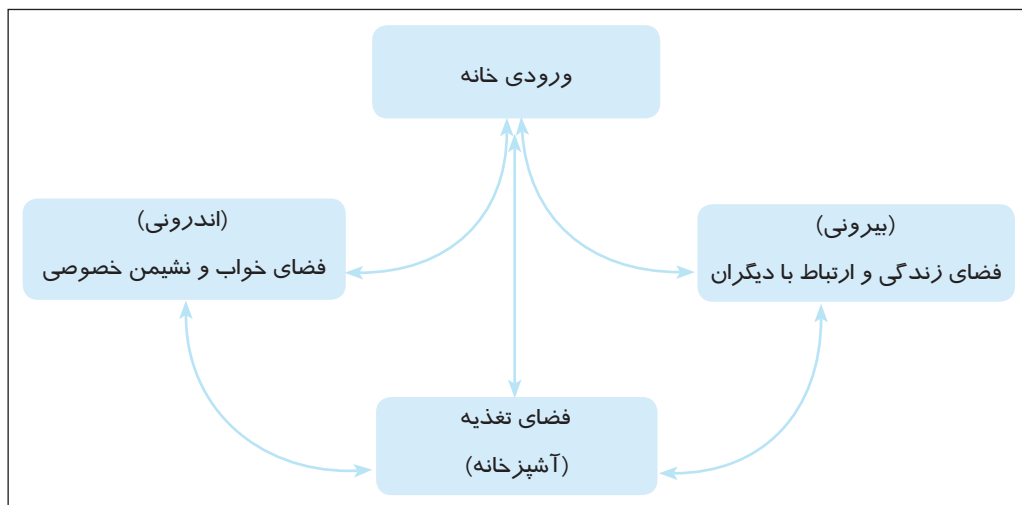 ورودی خانه
(بیرونی)
فضای زندگی و ارتباط با دیگران
(اندرونی)
فضای خواب و نشیمن خصوصی
فضای تغذیه
(آشپزخانه)